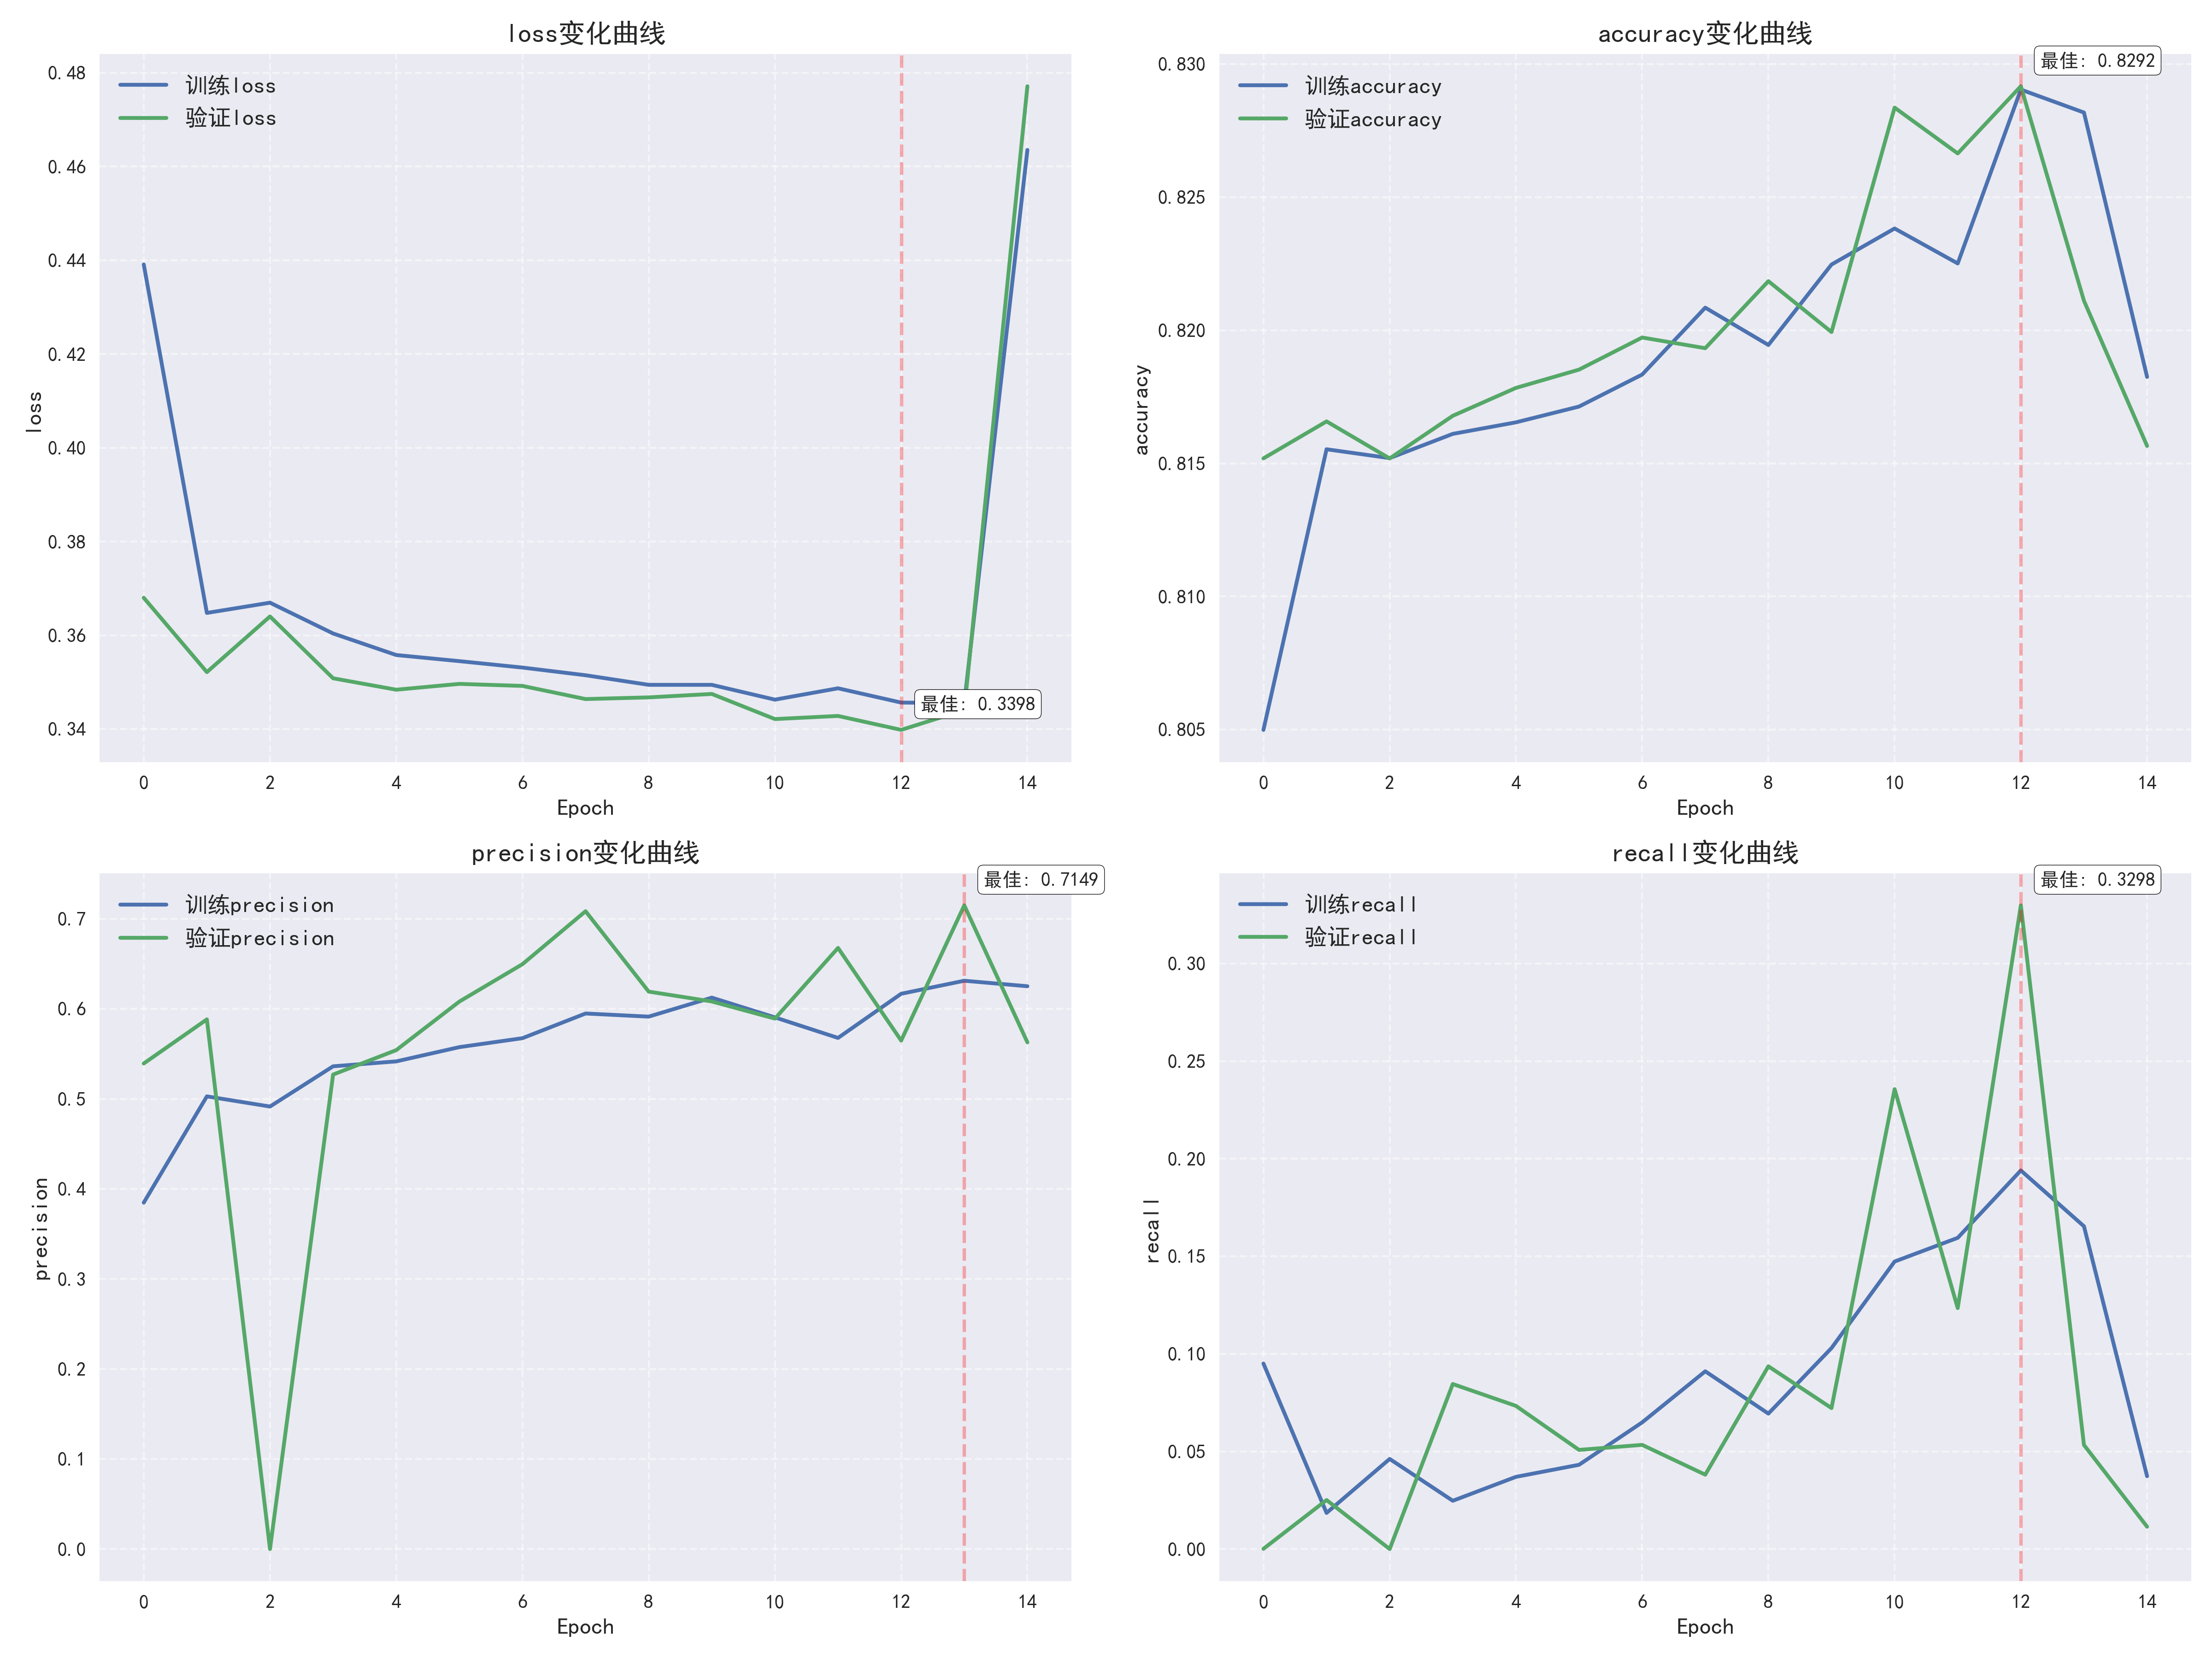 loss变化曲线
训练loss
验证loss
最佳: 0.3398
0.48
0.46
0.44
0.42
0.40
0.38
0.36
0.34
loss
0 2 4 6 8 10 12 14
Epoch
accuracy变化曲线
最佳: 0.8292
训练accuracy
验证accuracy
0.830
0.825
0.820
0.815
0.810
0.805
accuracy
0 2 4 6 8 10 12 14
Epoch
precision变化曲线
最佳: 0.7149
训练precision
验证precision
0.7
0.6
0.5
0.4
0.3
0.2
0.1
0.0
precision
0 2 4 6 8 10 12 14
Epoch
recall变化曲线
最佳: 0.3298
训练recall
验证recall
0.30
0.25
0.20
0.15
0.10
0.05
0.00
recall
0 2 4 6 8 10 12 14
Epoch